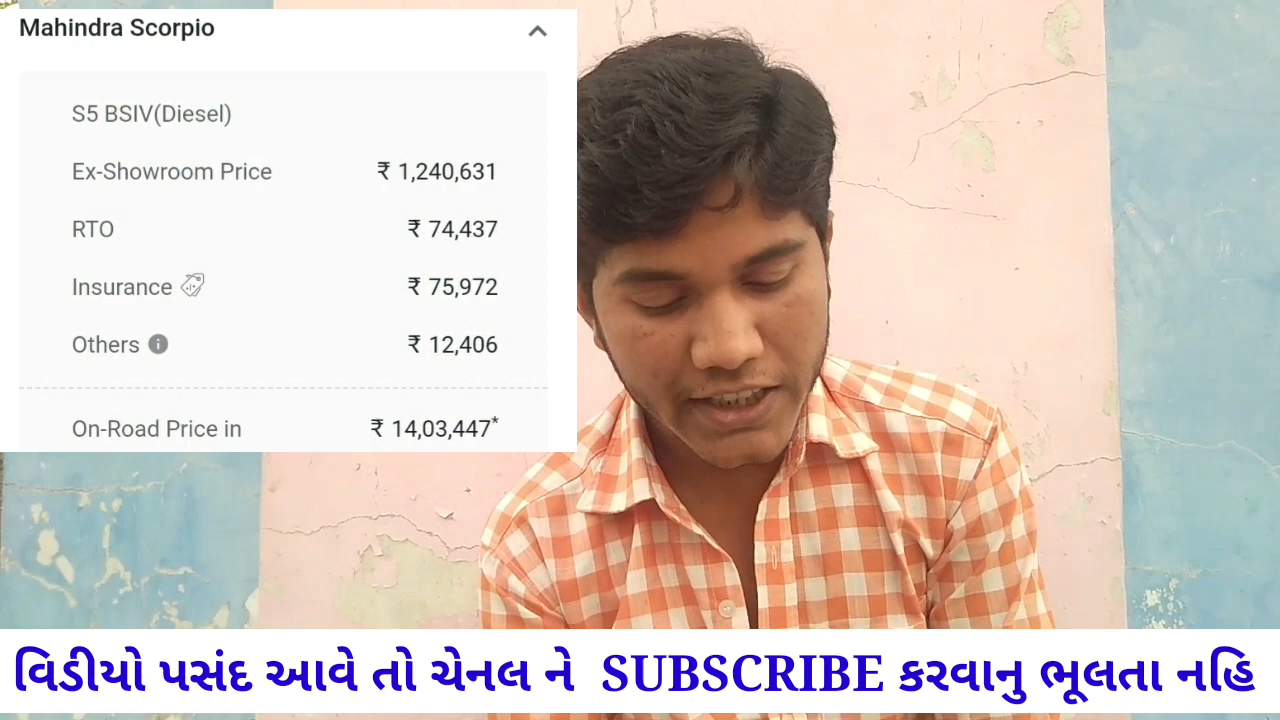 Mahindra Scorpio
S5 BSIV(Diesel)
Ex-Showroom Price ₹ 1,240,631
RTO ₹ 74,437
Insurance ₹ 75,972
Others ₹ 12,406
On-Road Price in ₹ 14,03,447*
વિડીયો પસંદ આવે તો ચેનલ ને SUBSCRIBE કરવાનુ ભૂલતા નહિ